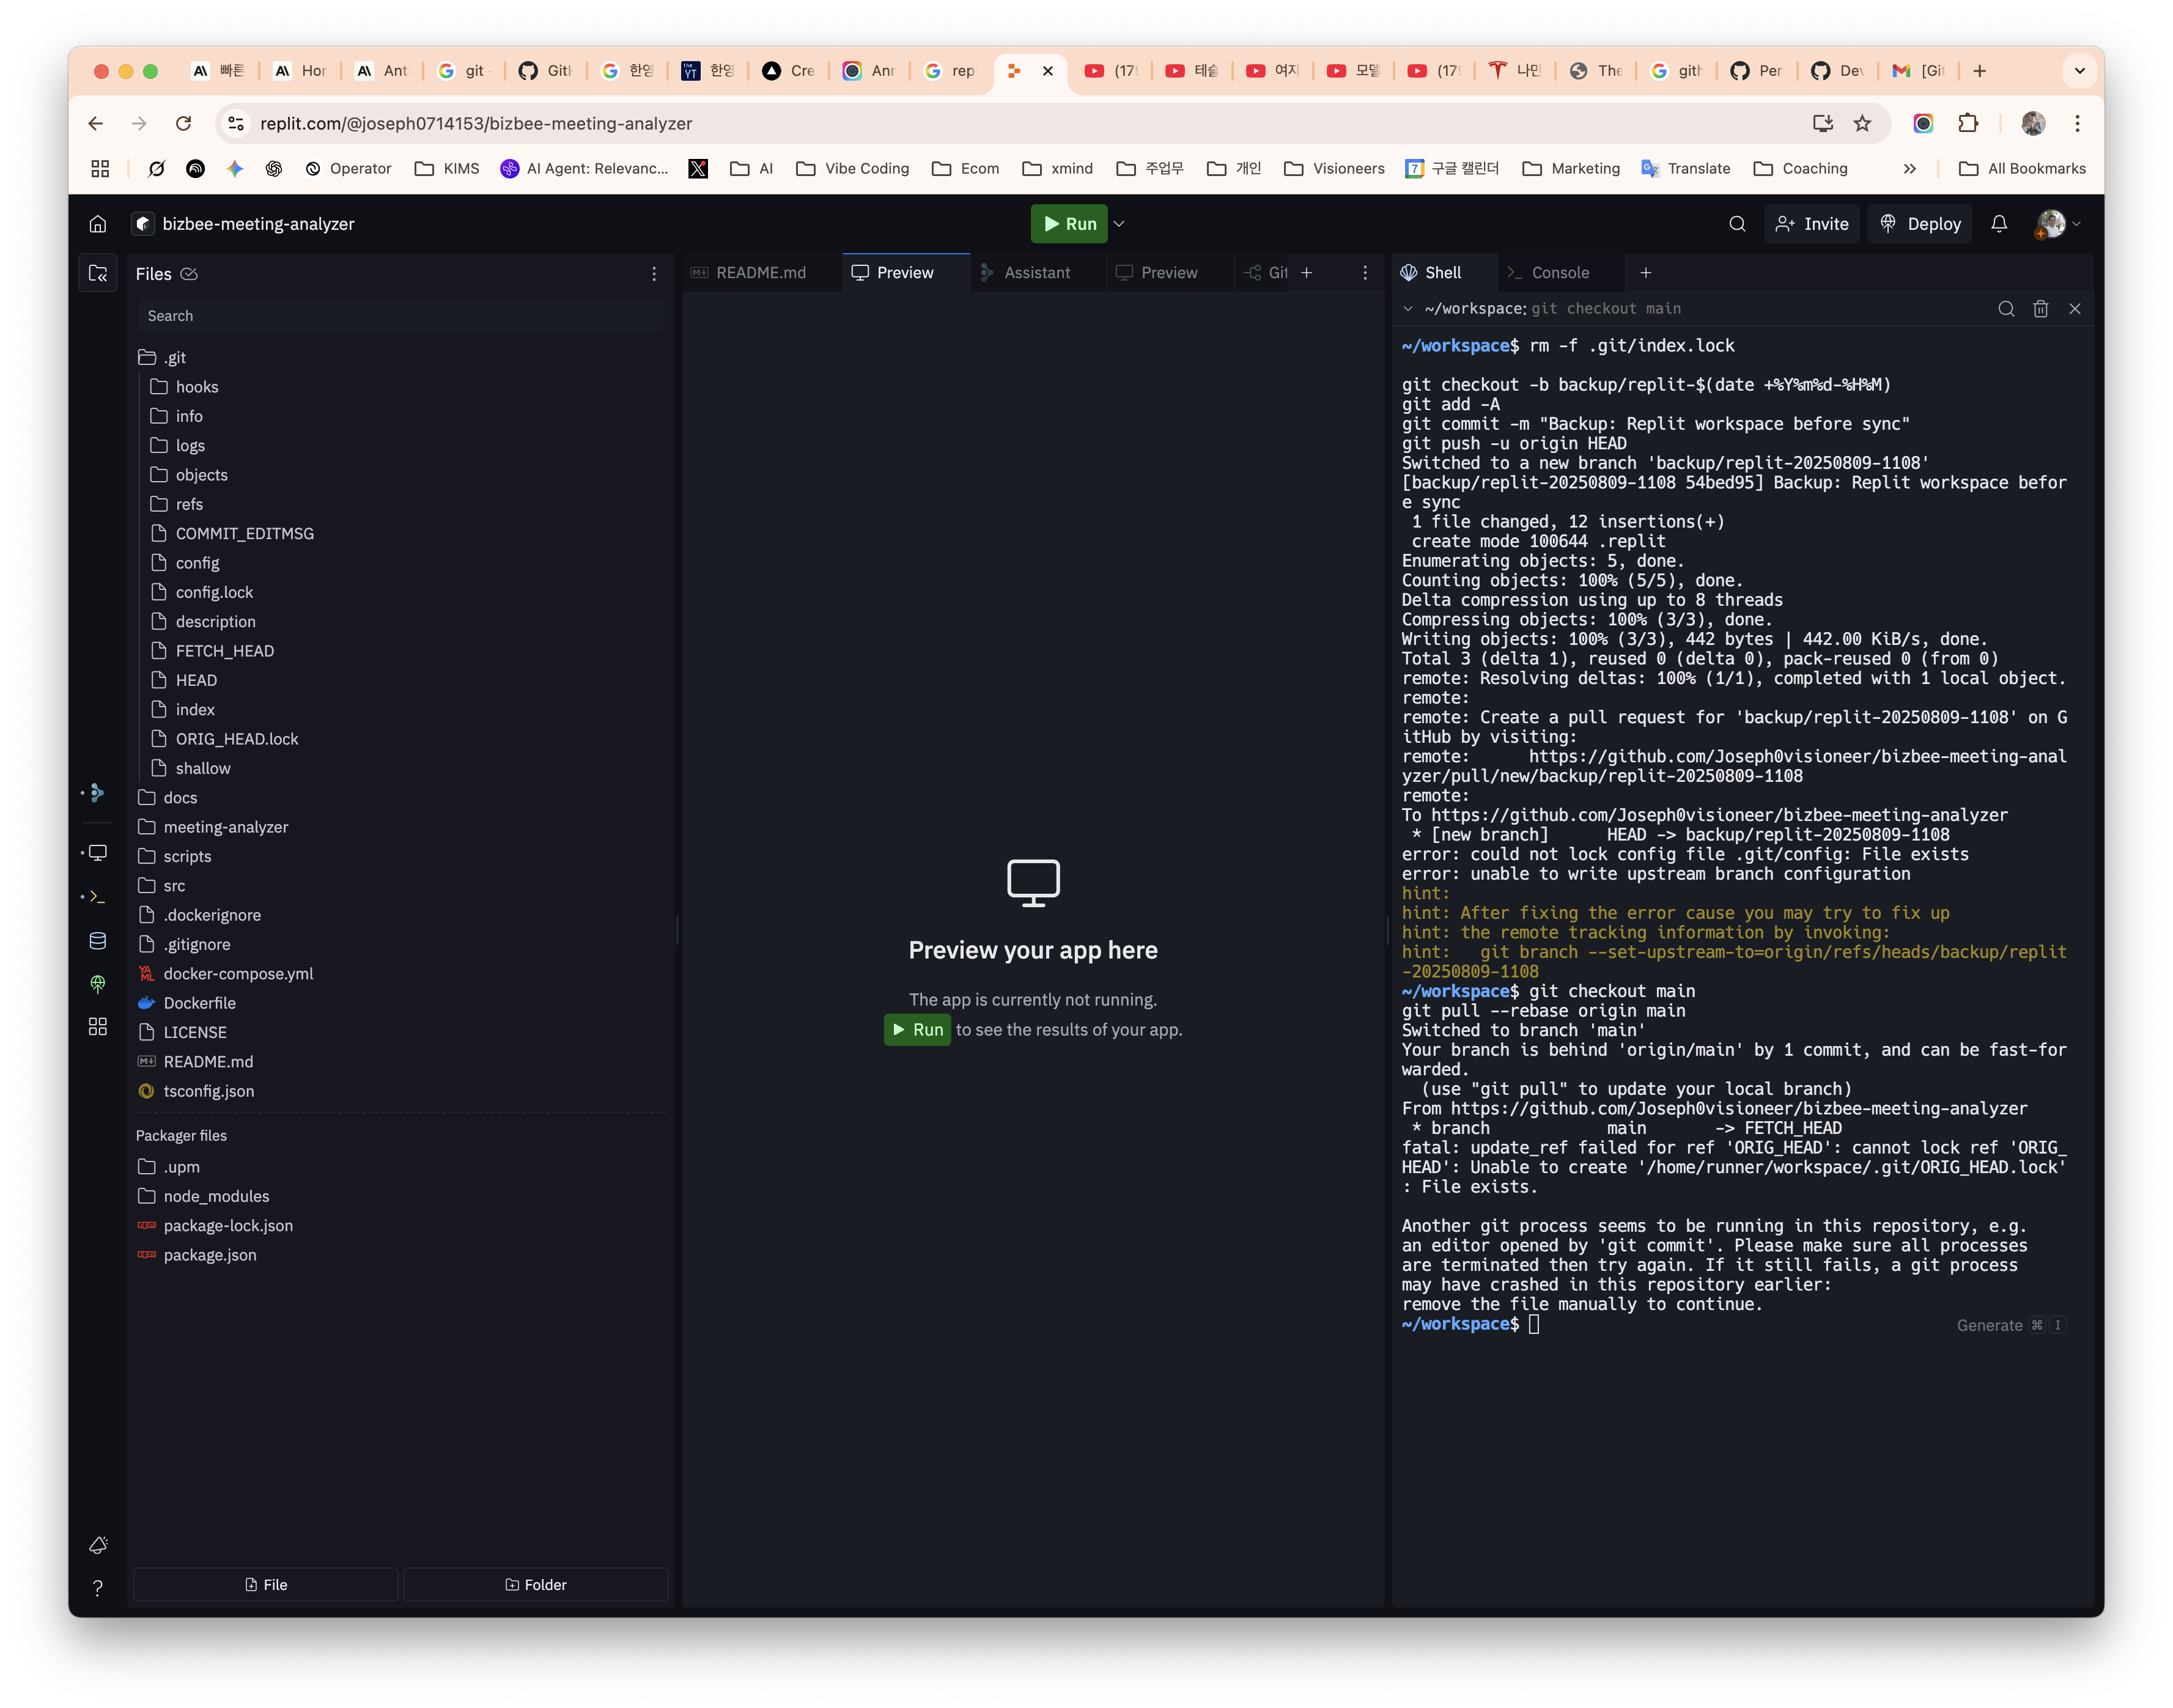 빠른
Hor
Ant
git
Gitl
한영
한영
Cre
Anr
rep
(179
테슬
여지
모델
(179
나만
The
gith
Per
Dev
[Git
replit.com/@joseph0714153/bizbee-meeting-analyzer
Operator
KIMS
AI Agent: Relevanc...
AI
Vibe Coding
Ecom
xmind
주업무
개인
Visioneers
구글 캘린더
Marketing
Translate
Coaching
All Bookmarks
bizbee-meeting-analyzer
Run
Invite
Deploy
Files
Search
.git
hooks
info
logs
objects
refs
COMMIT_EDITMSG
config
config.lock
description
FETCH_HEAD
HEAD
index
ORIG_HEAD.lock
shallow
docs
meeting-analyzer
scripts
src
.dockerignore
.gitignore
docker-compose.yml
Dockerfile
LICENSE
README.md
tsconfig.json
Packager files
.upm
node_modules
package-lock.json
package.json
File
Folder
README.md
Preview
Assistant
Preview
Git
Preview your app here
The app is currently not running.
Run to see the results of your app.
Shell
Console
~/workspace: git checkout main
~/workspace$ rm -f .git/index.lock
git checkout -b backup/replit-$(date +%Y%m%d-%H%M)
git add -A
git commit -m "Backup: Replit workspace before sync"
git push -u origin HEAD
Switched to a new branch 'backup/replit-20250809-1108'
[backup/replit-20250809-1108 54bed95] Backup: Replit workspace befor
e sync
1 file changed, 12 insertions(+)
create mode 100644 .replit
Enumerating objects: 5, done.
Counting objects: 100% (5/5), done.
Delta compression using up to 8 threads
Compressing objects: 100% (3/3), done.
Writing objects: 100% (3/3), 442 bytes | 442.00 KiB/s, done.
Total 3 (delta 1), reused 0 (delta 0), pack-reused 0 (from 0)
remote: Resolving deltas: 100% (1/1), completed with 1 local object.
remote:
remote: Create a pull request for 'backup/replit-20250809-1108' on G
itHub by visiting:
remote:      https://github.com/Joseph0visioneer/bizbee-meeting-anal
yzer/pull/new/backup/replit-20250809-1108
remote:
To https://github.com/Joseph0visioneer/bizbee-meeting-analyzer
* [new branch]      HEAD -> backup/replit-20250809-1108
error: could not lock config file .git/config: File exists
error: unable to write upstream branch configuration
hint:
hint: After fixing the error cause you may try to fix up
hint: the remote tracking information by invoking:
hint:   git branch --set-upstream-to=origin/refs/heads/backup/replit
-20250809-1108
~/workspace$ git checkout main
git pull --rebase origin main
Switched to branch 'main'
Your branch is behind 'origin/main' by 1 commit, and can be fast-for
warded.
(use "git pull" to update your local branch)
From https://github.com/Joseph0visioneer/bizbee-meeting-analyzer
* branch            main       -> FETCH_HEAD
fatal: update_ref failed for ref 'ORIG_HEAD': cannot lock ref 'ORIG_
HEAD': Unable to create '/home/runner/workspace/.git/ORIG_HEAD.lock'
: File exists.
Another git process seems to be running in this repository, e.g.
an editor opened by 'git commit'. Please make sure all processes
are terminated then try again. If it still fails, a git process
may have crashed in this repository earlier:
remove the file manually to continue.
~/workspace$
Generate ⌘ I